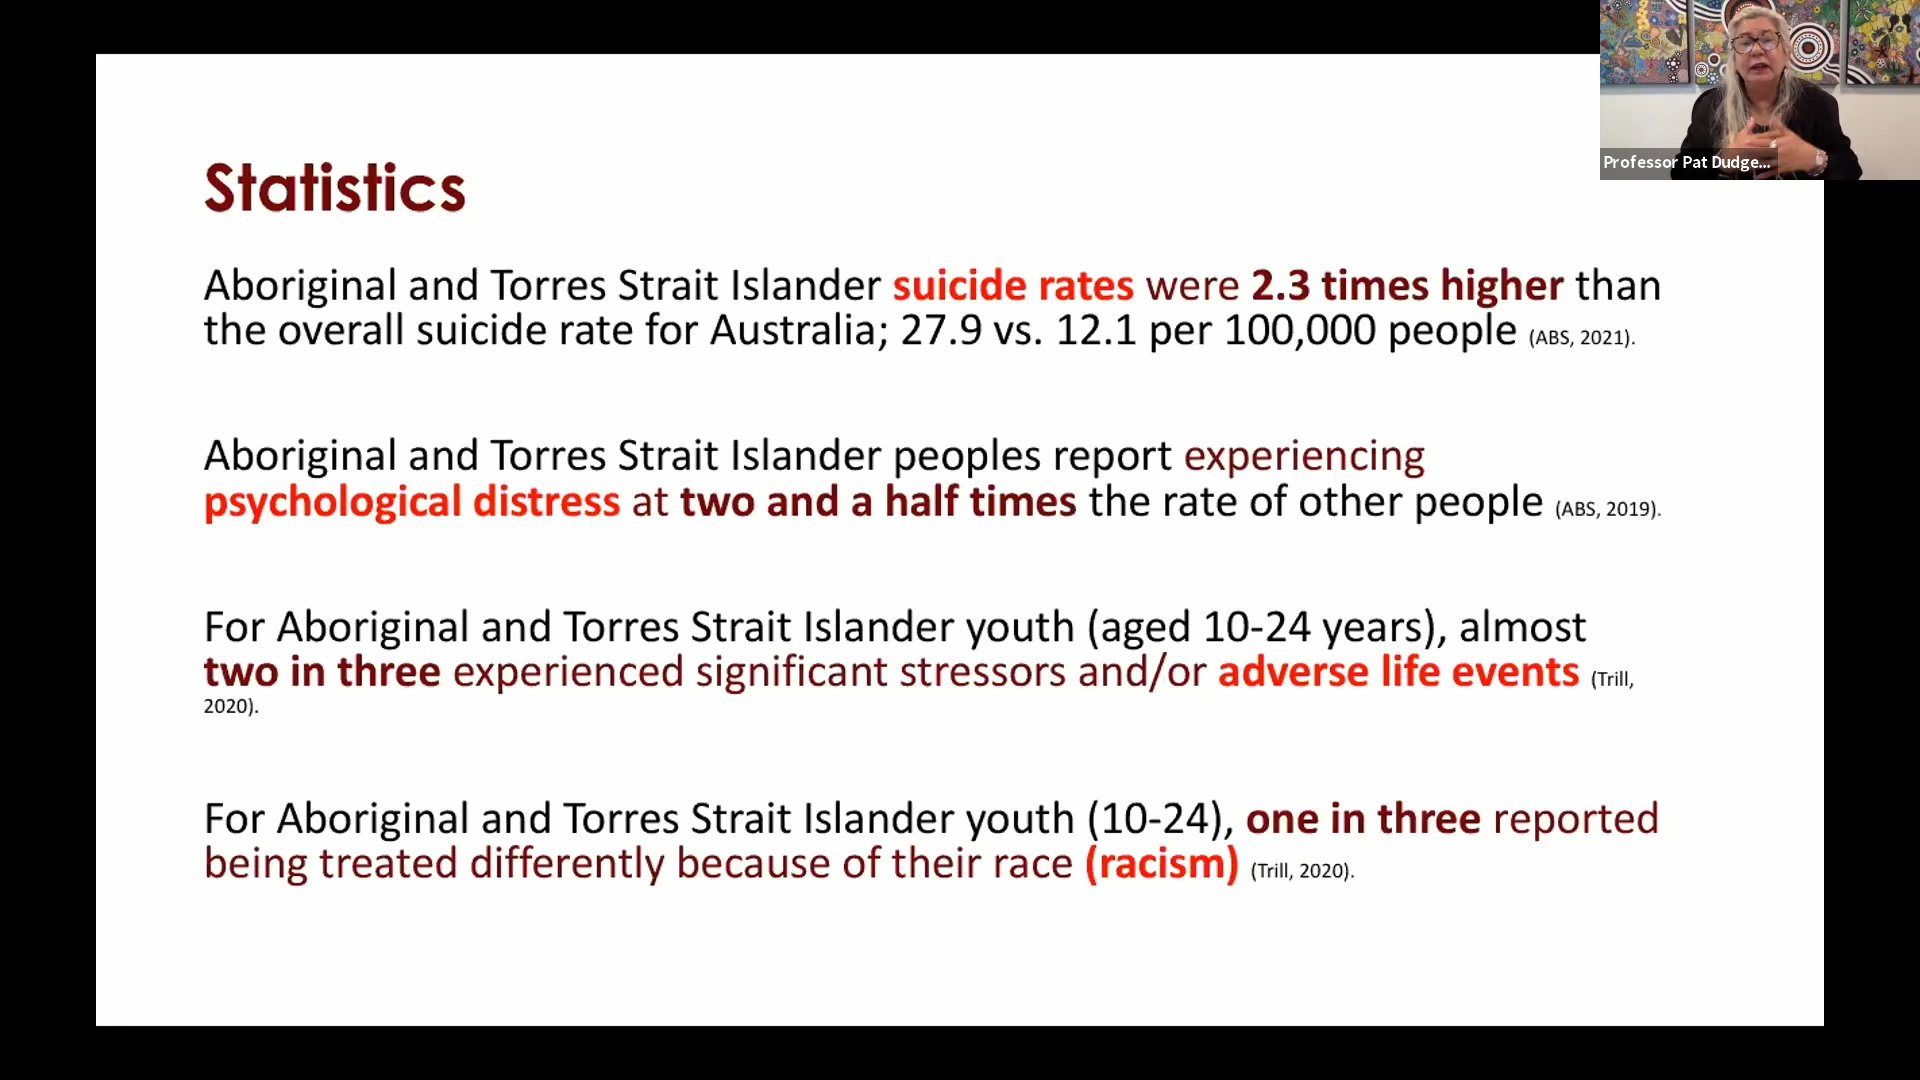 Professor Pat Dudge...
Statistics
Aboriginal and Torres Strait Islander suicide rates were 2.3 times higher than
the overall suicide rate for Australia; 27.9 vs. 12.1 per 100,000 people (ABS, 2021).
Aboriginal and Torres Strait Islander peoples report experiencing
psychological distress at two and a half times the rate of other people (ABS, 2019).
For Aboriginal and Torres Strait Islander youth (aged 10-24 years), almost
two in three experienced significant stressors and/or adverse life events (Trill,
2020).
For Aboriginal and Torres Strait Islander youth (10-24), one in three reported
being treated differently because of their race (racism) (Trill, 2020).